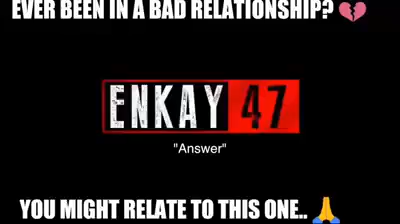 EVER BEEN IN A BAD RELATIONSHIP? 💔
ENKAY 47
"Answer"
YOU MIGHT RELATE TO THIS ONE.. 🙏